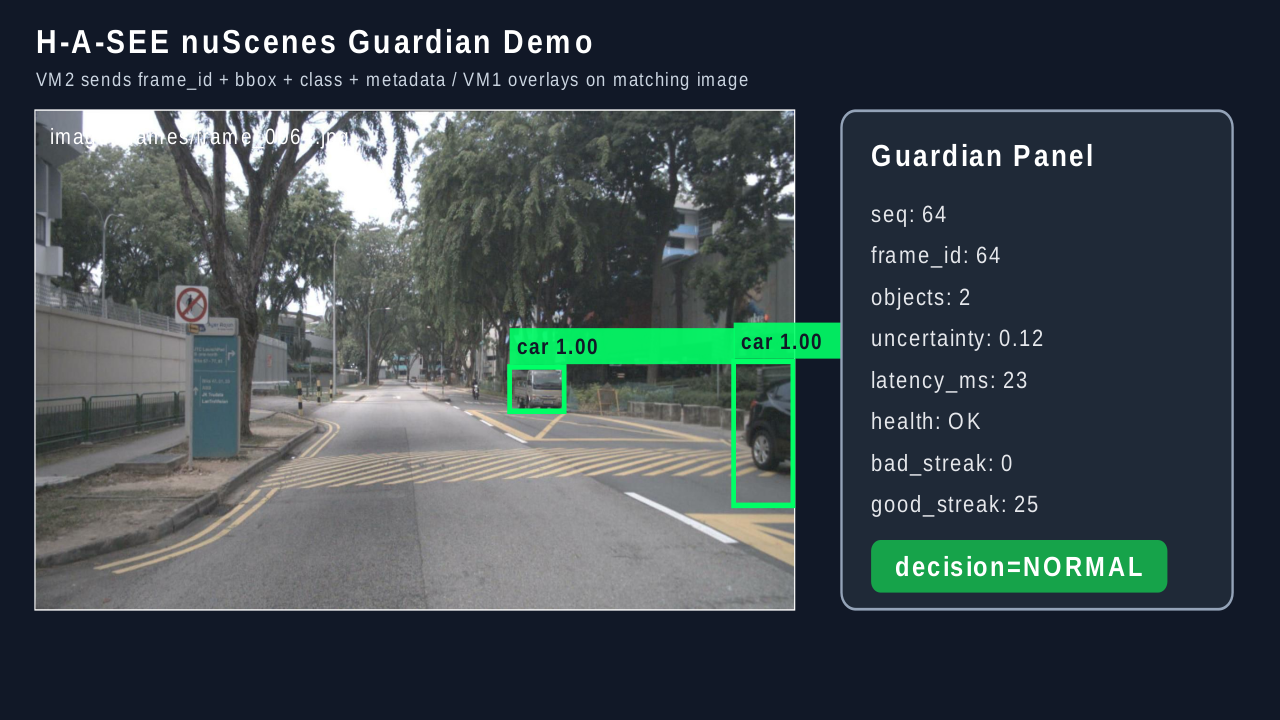 H-A-SEE nuScenes Guardian Demo
VM2 sends frame_id + bbox + class + metadata / VM1 overlays on matching image
car 1.00
car 1.00
Guardian Panel
seq: 64
frame_id: 64
objects: 2
uncertainty: 0.12
latency_ms: 23
health: OK
bad_streak: 0
good_streak: 25
decision=NORMAL